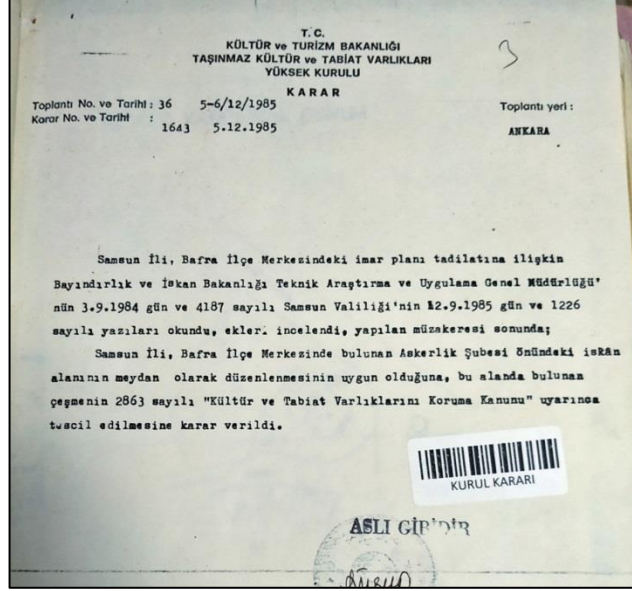 T. C.
KÜLTÜR ve TURİZM BAKANLIĞI
TAŞINMAZ KÜLTÜR ve TABİAT VARLIKLARI
YÜKSEK KURULU
3
KARAR
Toplantı No. ve Tarihi : 36 5-6/12/1985
Toplantı yeri :
Karar No. ve Tarihi :
1643 5.12.1985
ANKARA
Samsun İli, Bafra İlçe Merkezindeki imar planı tadilatına ilişkin
Bayındırlık ve İskan Bakanlığı Teknik Araştırma ve Uygulama Genel Müdürlüğü'
nün 3.9.1984 gün ve 4187 sayılı Samsun Valiliği'nin 12.9.1985 gün ve 1226
sayılı yazıları okundu, ekleri incelendi, yapılan müzakeresi sonunda;
Samsun İli, Bafra İlçe Merkezinde bulunan Askerlik Şubesi önündeki iskân
alanının meydan olarak düzenlenmesinin uygun olduğuna, bu alanda bulunan
çeşmenin 2863 sayılı "Kültür ve Tabiat Varlıklarını Koruma Kanunu" uyarınca
tescil edilmesine karar verildi.
KURUL KARARI
ASLI GİBİDİR